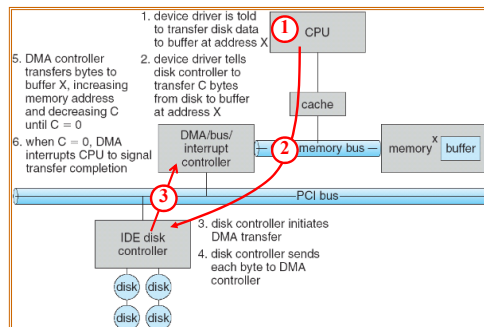 1. device driver is told
to transfer disk data
to buffer at address X
1
CPU
5. DMA controller
transfers bytes to
buffer X, increasing
memory address
and decreasing C
until C = 0
2. device driver tells
disk controller to
transfer C bytes
from disk to buffer
at address X
cache
6. when C = 0, DMA
interrupts CPU to signal
transfer completion
DMA/bus/
interrupt
controller
2
memory bus
memory
x
buffer
3
PCI bus
IDE disk
controller
3. disk controller initiates
DMA transfer
4. disk controller sends
each byte to DMA
controller
disk
disk
disk
disk